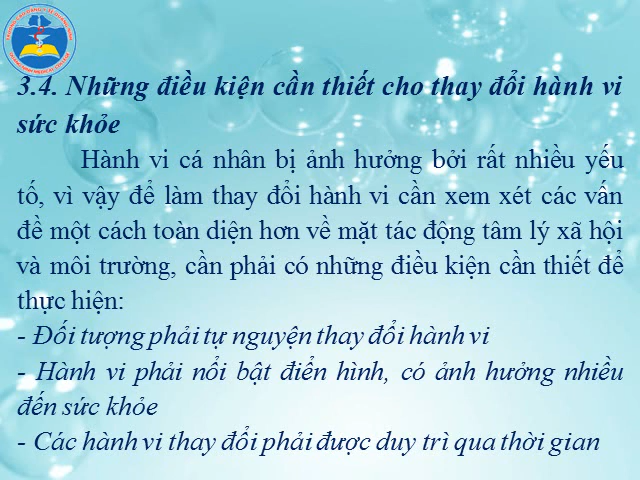 3.4. Những điều kiện cần thiết cho thay đổi hành vi
sức khỏe
Hành vi cá nhân bị ảnh hưởng bởi rất nhiều yếu
tố, vì vậy để làm thay đổi hành vi cần xem xét các vấn
đề một cách toàn diện hơn về mặt tác động tâm lý xã hội
và môi trường, cần phải có những điều kiện cần thiết để
thực hiện:
- Đối tượng phải tự nguyện thay đổi hành vi
- Hành vi phải nổi bật điển hình, có ảnh hưởng nhiều
đến sức khỏe
- Các hành vi thay đổi phải được duy trì qua thời gian